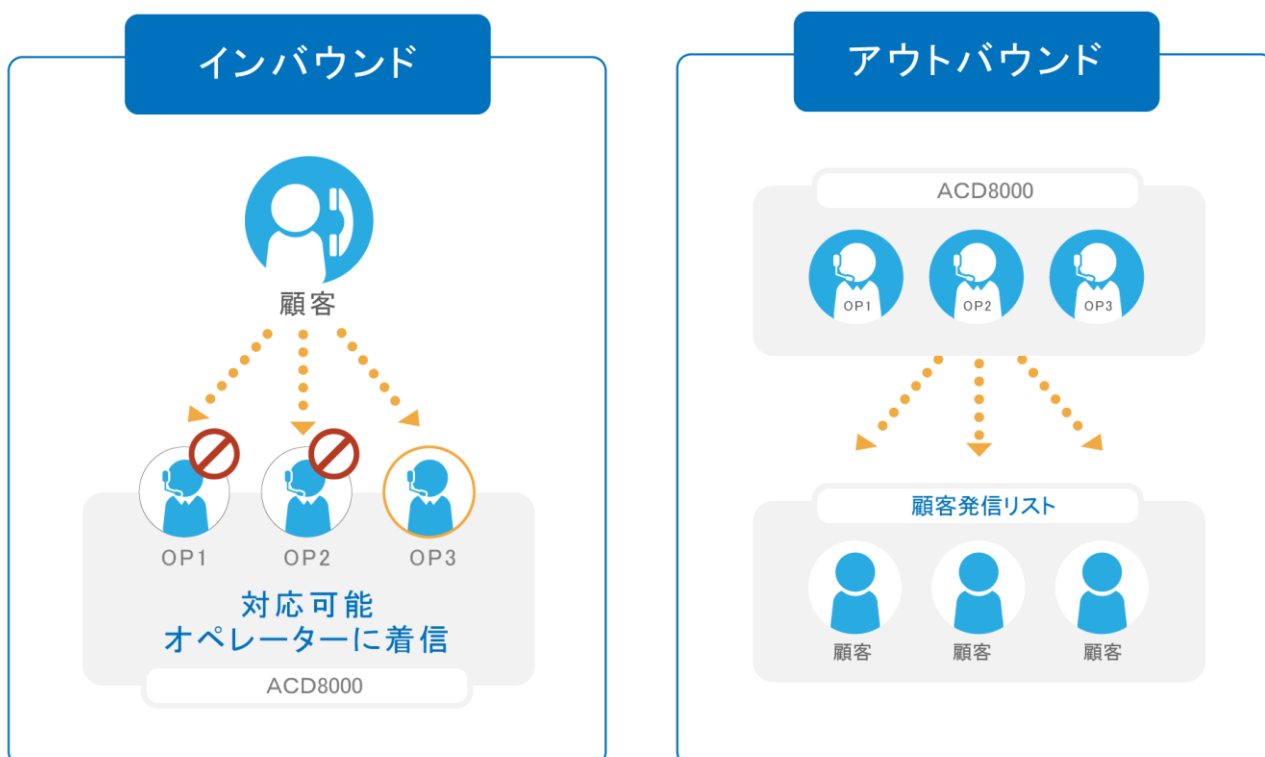 インバウンド
顧客
OP1 OP2 OP3
対応可能
オペレーターに着信
ACD8000
アウトバウンド
ACD8000
OP1 OP2 OP3
顧客発信リスト
顧客 顧客 顧客